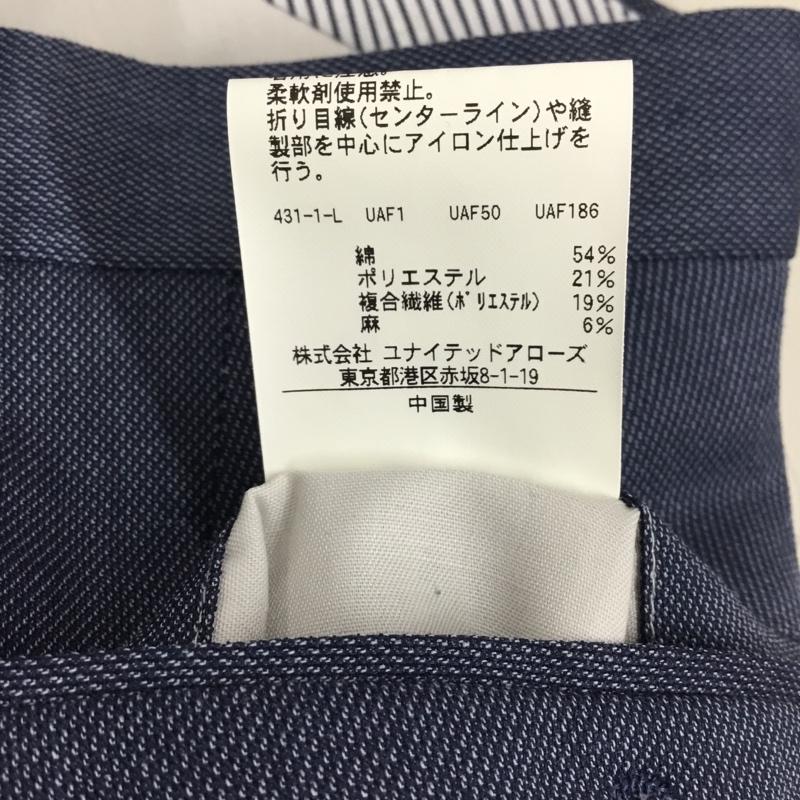 柔軟剤使用禁止。
折り目線(センターライン)や縫
製部を中心にアイロン仕上げを
行う。
431-1-L UAF1 UAF50 UAF186
綿 54%
ポリエステル 21%
複合繊維(ポリエステル) 19%
麻 6%
株式会社 ユナイテッドアローズ
東京都港区赤坂8-1-19
中国製